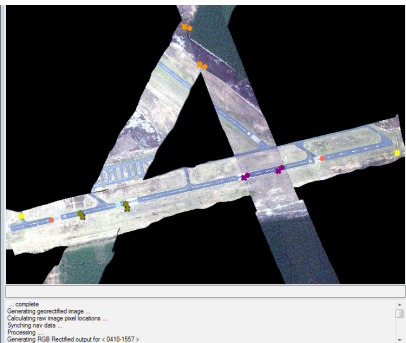 ... complete
Generating georectified image ...
Calculating raw image pixel locations ...
Synching nav data ...
Processing ...
Generating RGB Rectified output for < 0410-1557 >